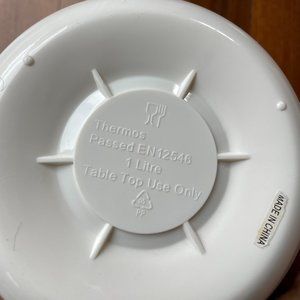 Thermos
Passed EN12546
1 Litre
Table Top Use Only
PP
MADE IN
CHINA